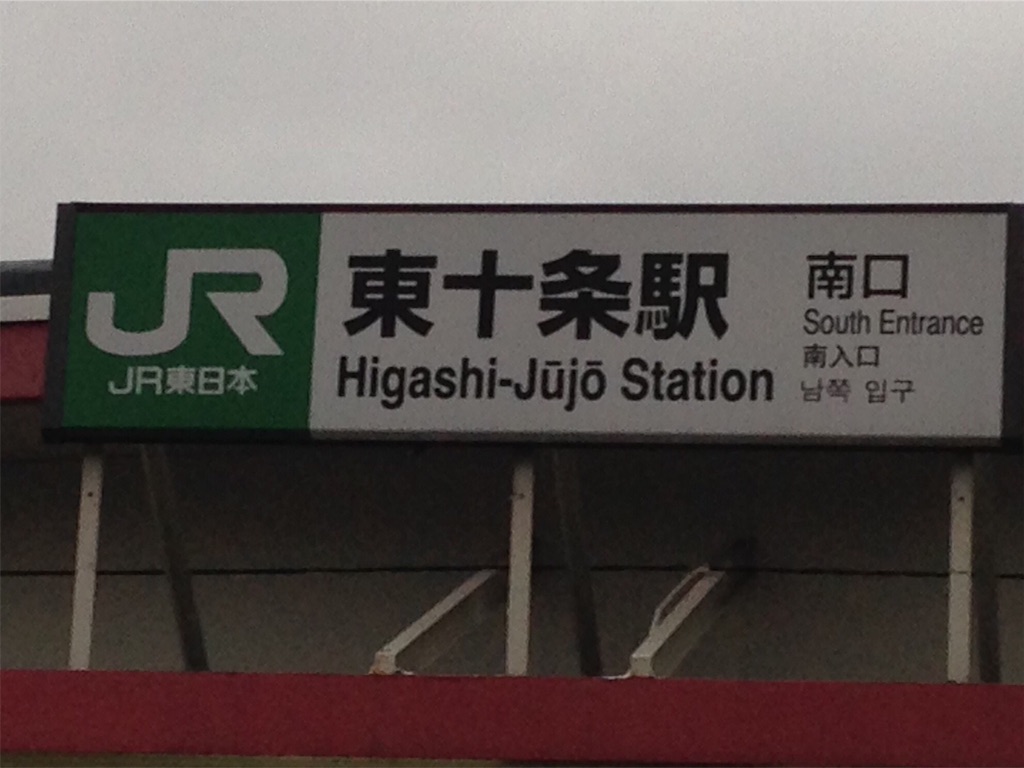 JR
JR東日本
東十条駅
Higashi-Jūjō Station
南口
South Entrance
南入口
남쪽 입구